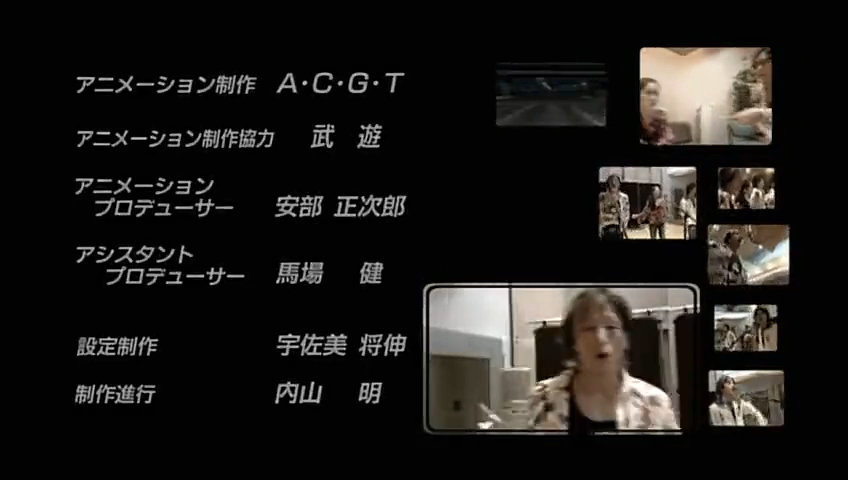 アニメーション制作 A・C・G・T
アニメーション制作協力 武 遊
アニメーション
プロデューサー 安部 正次郎
アシスタント
プロデューサー 馬場 健
設定制作 宇佐美 将伸
制作進行 内山 明